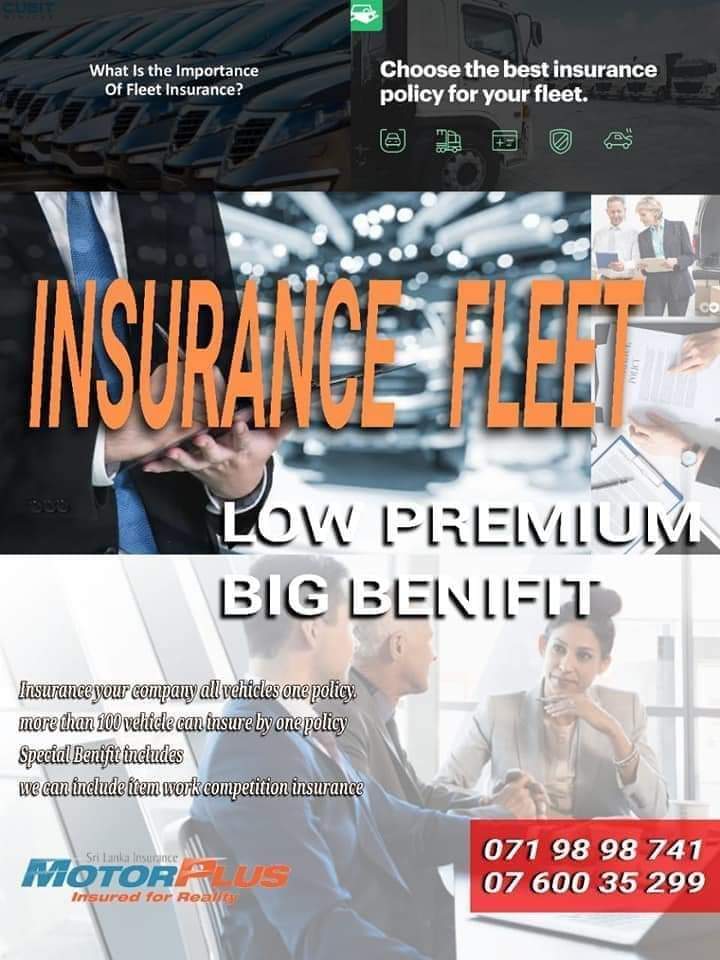 CUBIT
What Is the Importance
Of Fleet Insurance?
Choose the best insurance
policy for your fleet.
INSURANCE FLEET
POLICY
LOW PREMIUM
BIG BENIFIT
Insurance your company all vehicles one policy.
more than 100 vehicle can insure by one policy
Special Benifit includes
we can include item work competition insurance
Sri Lanka Insurance
MOTORPLUS
Insured for Reality
071 98 98 741
07 600 35 299